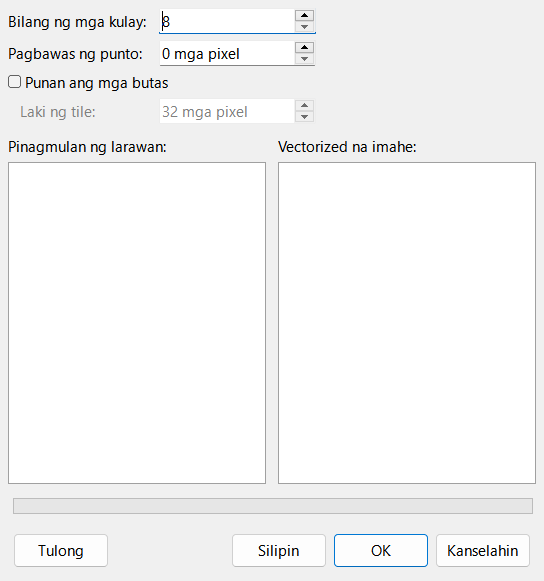 Bilang ng mga kulay: 8
Pagbawas ng punto: 0 mga pixel
Punan ang mga butas
Laki ng tile: 32 mga pixel
Pinagmulan ng larawan: Vectorized na imahe:
Tulong Silipin OK Kanselahin